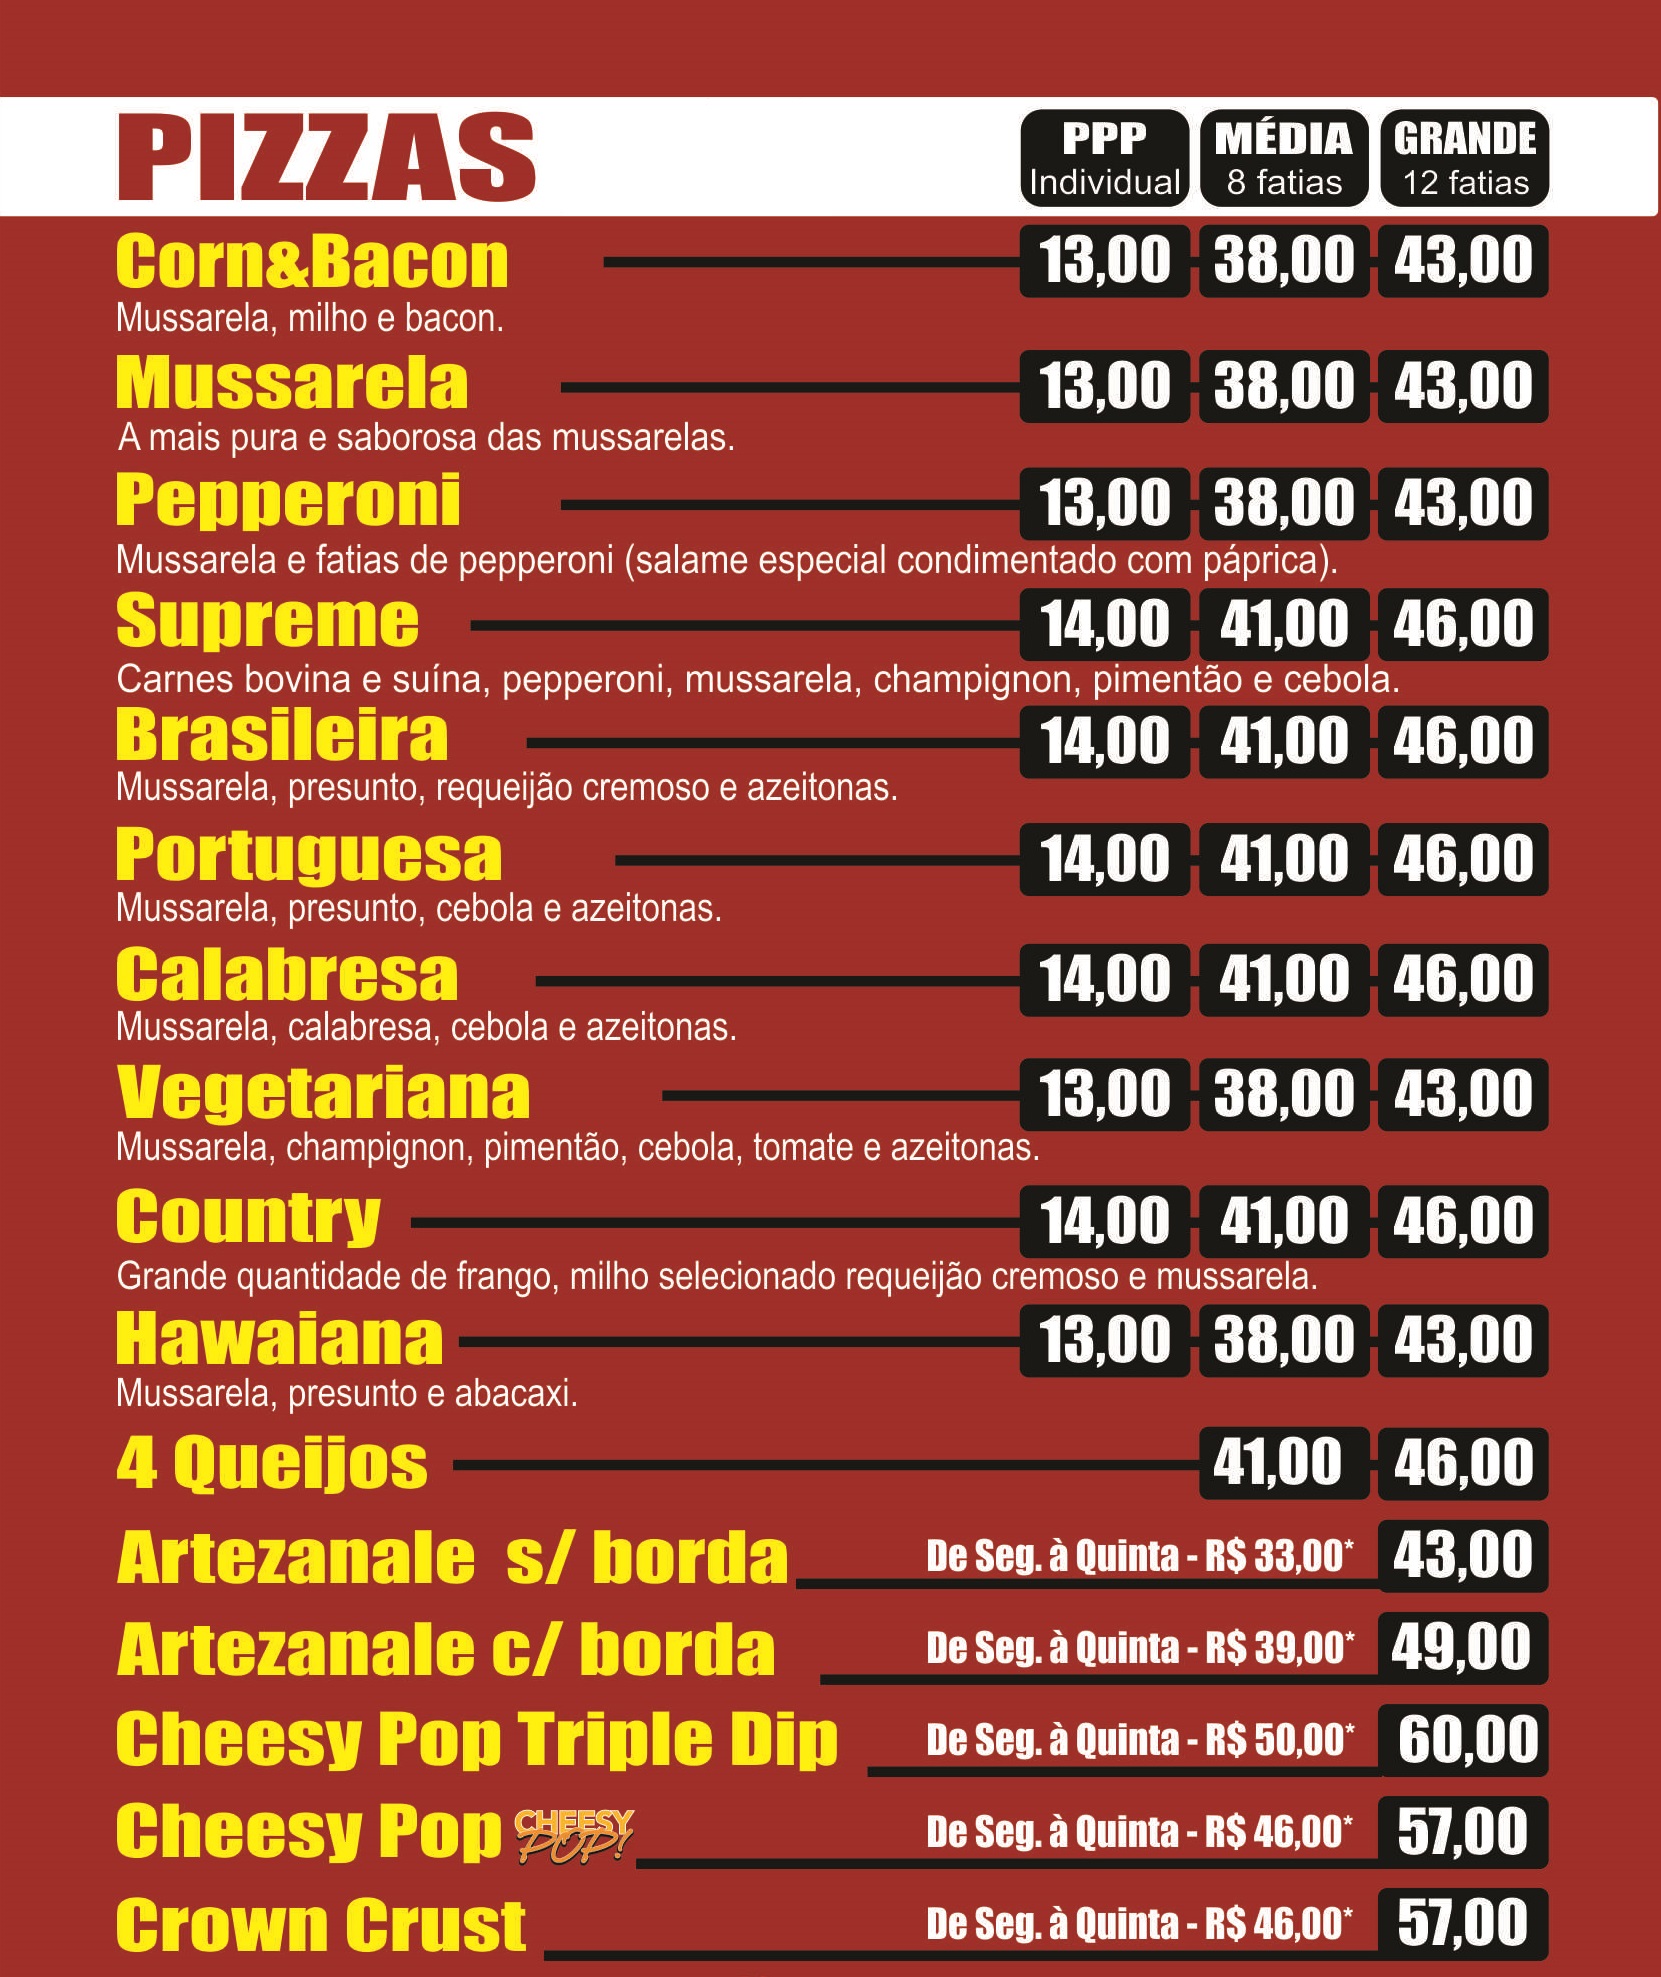 PIZZAS PPP MÉDIA GRANDE
Individual 8 fatias 12 fatias
Corn&Bacon 13,00 38,00 43,00
Mussarela, milho e bacon.
Mussarela 13,00 38,00 43,00
A mais pura e saborosa das mussarelas.
Pepperoni 13,00 38,00 43,00
Mussarela e fatias de pepperoni (salame especial condimentado com páprica).
Supreme 14,00 41,00 46,00
Carnes bovina e suína, pepperoni, mussarela, champignon, pimentão e cebola.
Brasileira 14,00 41,00 46,00
Mussarela, presunto, requeijão cremoso e azeitonas.
Portuguesa 14,00 41,00 46,00
Mussarela, presunto, cebola e azeitonas.
Calabresa 14,00 41,00 46,00
Mussarela, calabresa, cebola e azeitonas.
Vegetariana 13,00 38,00 43,00
Mussarela, champignon, pimentão, cebola, tomate e azeitonas.
Country 14,00 41,00 46,00
Grande quantidade de frango, milho selecionado requeijão cremoso e mussarela.
Hawaiana 13,00 38,00 43,00
Mussarela, presunto e abacaxi.
4 Queijos 41,00 46,00
Artezanale s/ borda De Seg. à Quinta - R$ 33,00* 43,00
Artezanale c/ borda De Seg. à Quinta - R$ 39,00* 49,00
Cheesy Pop Triple Dip De Seg. à Quinta - R$ 50,00* 60,00
Cheesy Pop CHEESY POP! De Seg. à Quinta - R$ 46,00* 57,00
Crown Crust De Seg. à Quinta - R$ 46,00* 57,00